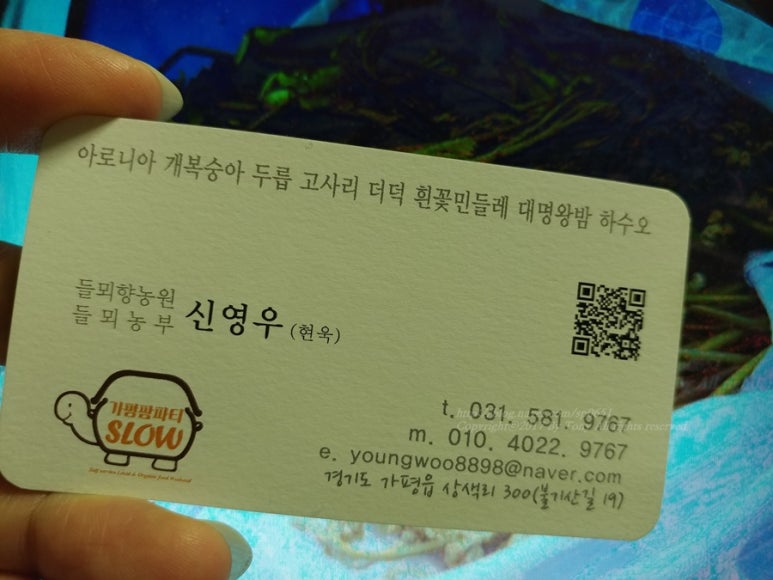 아로니아 개복숭아 두릅 고사리 더덕 흰꽃민들레 대명왕밤 하수오
들뫼향농원
들뫼농부 신영우 (현욱)
가평팜파티
SLOW
t. 031. 581. 9767
m. 010. 4022. 9767
e. youngwoo8898@naver.com
경기도 가평읍 상색리 300(불기산길 19)